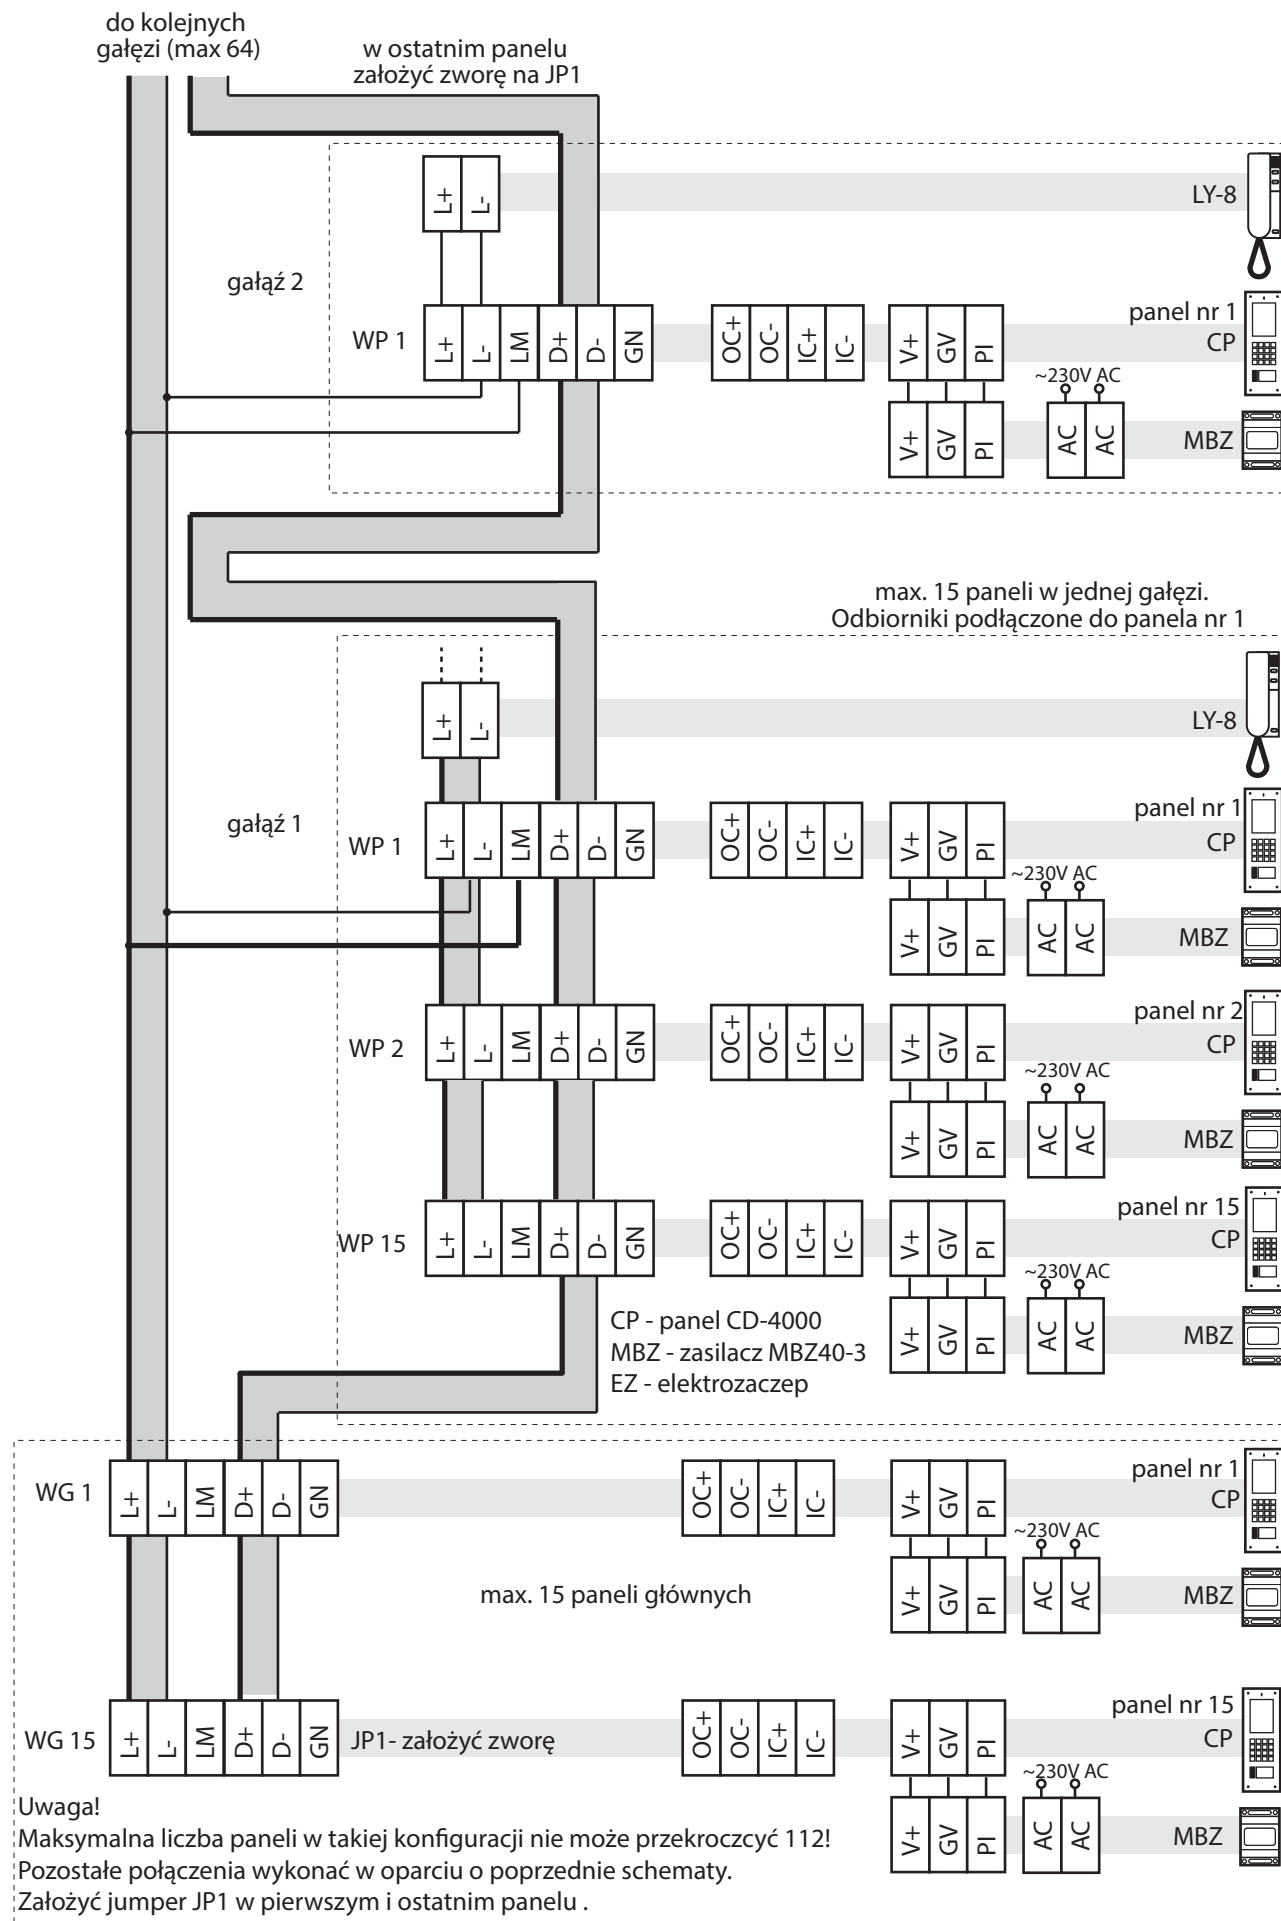 do kolejnych
gałęzi (max 64)
w ostatnim panelu
założyć zworę na JP1
L+ L-
LY-8
gałąź 2
panel nr 1
WP 1
L+ L- LM D+ D- GN
OC+ OC- IC+ IC-
V+ GV PI
CP
~230V AC
V+ GV PI
AC AC
MBZ
max. 15 paneli w jednej gałęzi.
Odbiorniki podłączone do panela nr 1
L+ L-
LY-8
gałąź 1
panel nr 1
WP 1
L+ L- LM D+ D- GN
OC+ OC- IC+ IC-
V+ GV PI
CP
~230V AC
V+ GV PI
AC AC
MBZ
panel nr 2
WP 2
L+ L- LM D+ D- GN
OC+ OC- IC+ IC-
V+ GV PI
CP
~230V AC
V+ GV PI
AC AC
MBZ
panel nr 15
WP 15
L+ L- LM D+ D- GN
OC+ OC- IC+ IC-
V+ GV PI
CP
~230V AC
V+ GV PI
AC AC
MBZ
CP - panel CD-4000
MBZ - zasilacz MBZ40-3
EZ - elektrozaczep
panel nr 1
WG 1
L+ L- LM D+ D- GN
OC+ OC- IC+ IC-
V+ GV PI
CP
~230V AC
V+ GV PI
AC AC
MBZ
max. 15 paneli głównych
panel nr 15
WG 15
L+ L- LM D+ D- GN
JP1- założyć zworę
OC+ OC- IC+ IC-
V+ GV PI
CP
~230V AC
V+ GV PI
AC AC
MBZ
Uwaga!
Maksymalna liczba paneli w takiej konfiguracji nie może przekroczcyć 112!
Pozostałe połączenia wykonać w oparciu o poprzednie schematy.
Założyć jumper JP1 w pierwszym i ostatnim panelu .